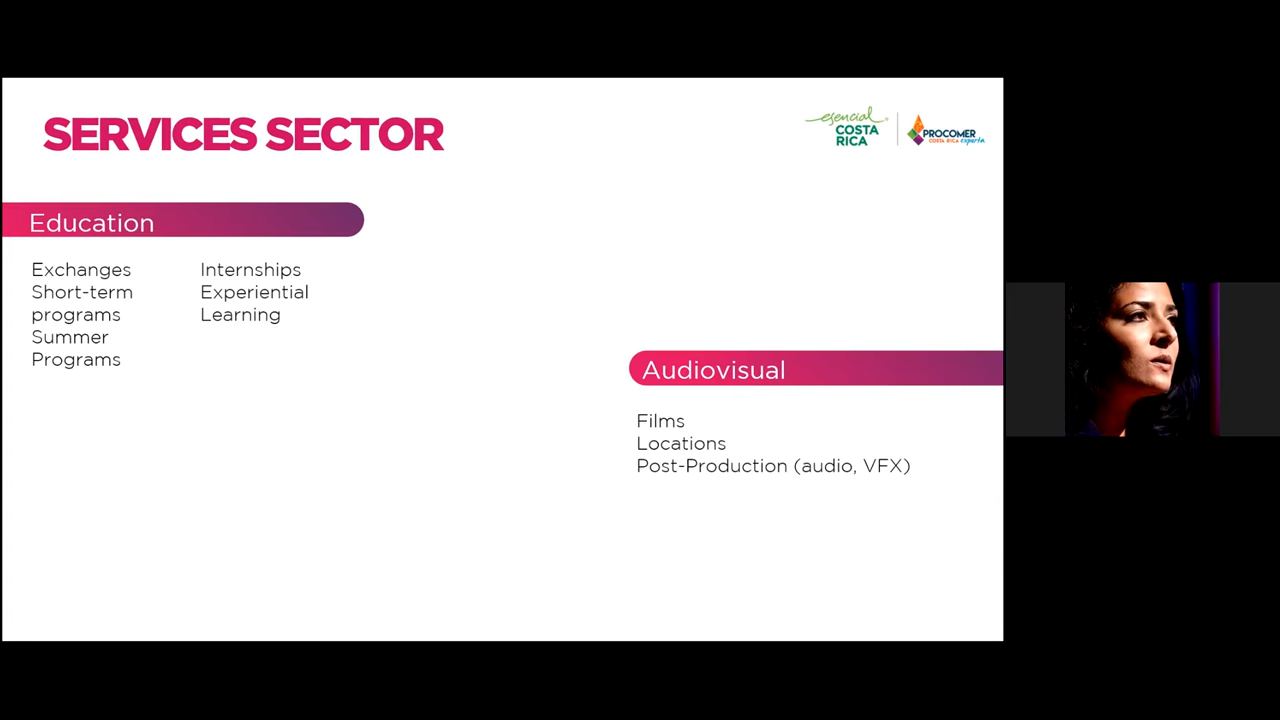 SERVICES SECTOR
esencial
COSTA
RICA
PROCOMER
COSTA RICA exporta
Education
Exchanges
Short-term
programs
Summer
Programs
Internships
Experiential
Learning
Audiovisual
Films
Locations
Post-Production (audio, VFX)